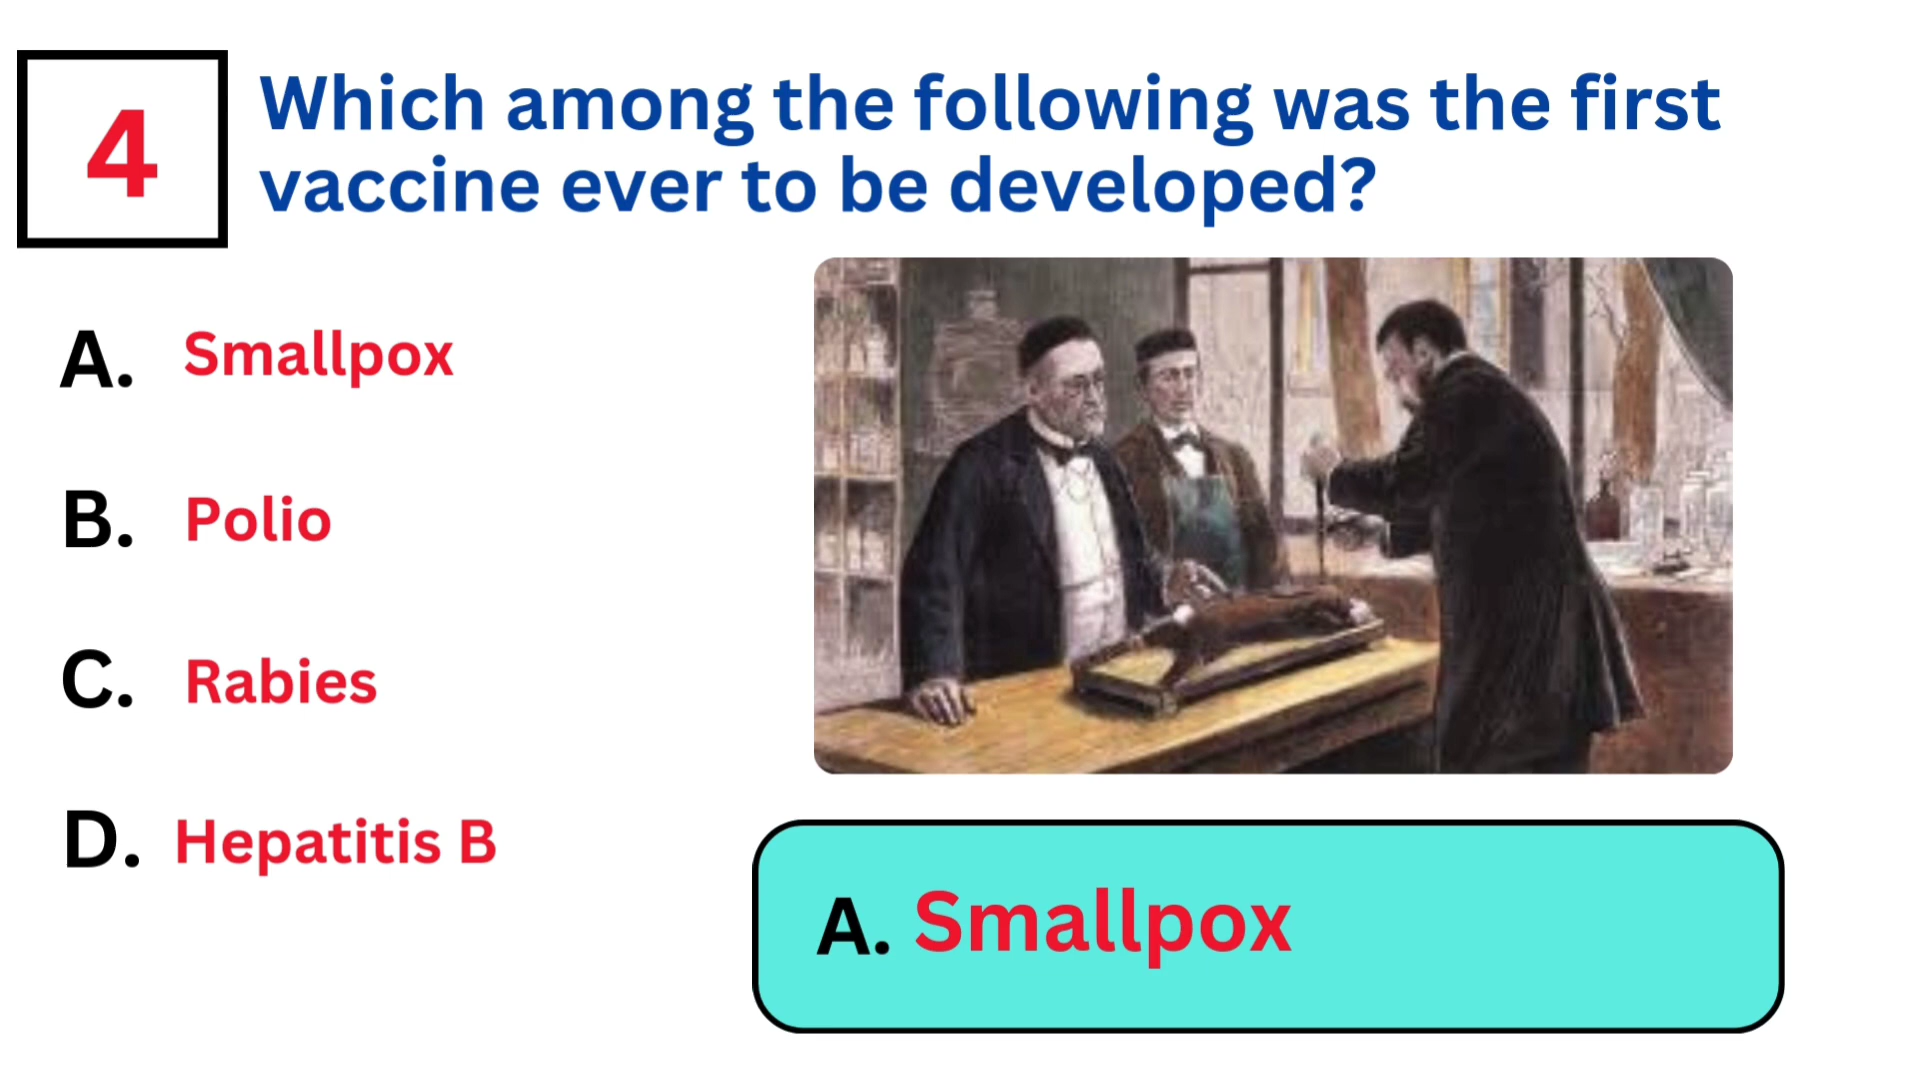 4
Which among the following was the first
vaccine ever to be developed?
A. Smallpox
B. Polio
C. Rabies
D. Hepatitis B
A. Smallpox